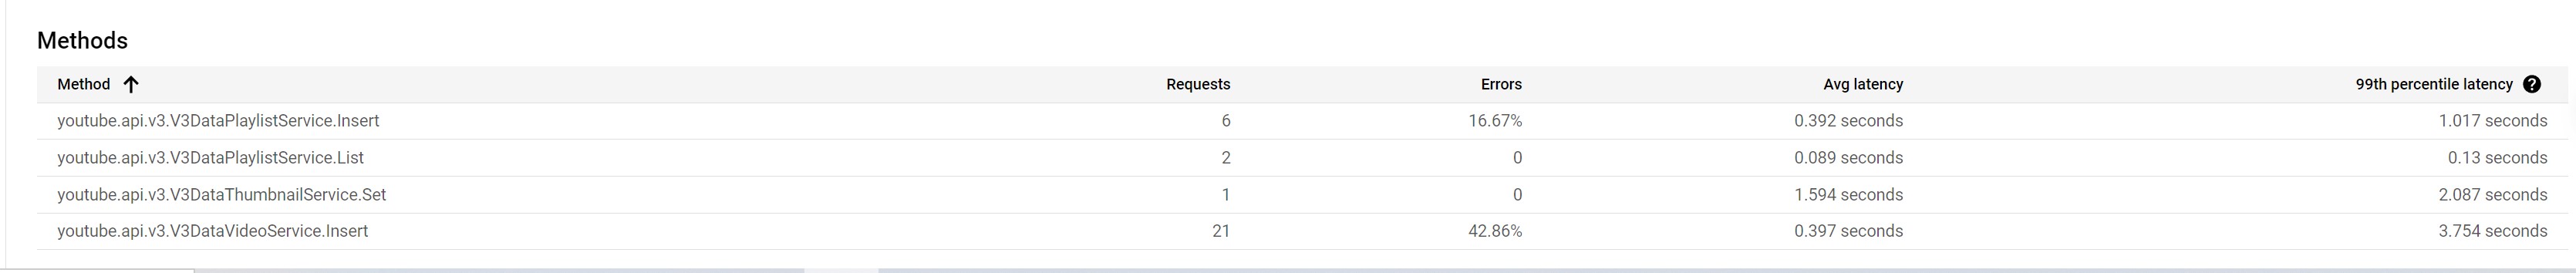 Methods
Method Requests Errors Avg latency 99th percentile latency
youtube.api.v3.V3DataPlaylistService.Insert 6 16.67% 0.392 seconds 1.017 seconds
youtube.api.v3.V3DataPlaylistService.List 2 0 0.089 seconds 0.13 seconds
youtube.api.v3.V3DataThumbnailService.Set 1 0 1.594 seconds 2.087 seconds
youtube.api.v3.V3DataVideoService.Insert 21 42.86% 0.397 seconds 3.754 seconds